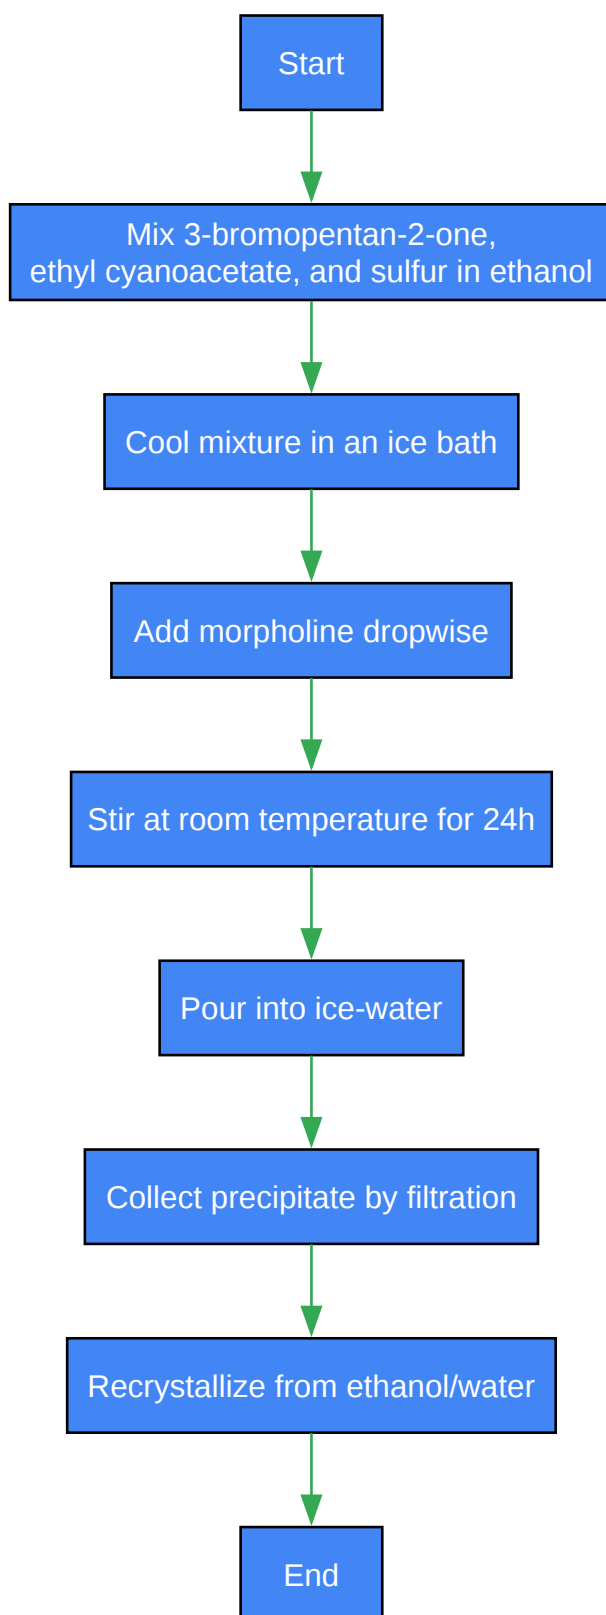 Start
Mix 3-bromopentan-2-one,
ethyl cyanoacetate, and sulfur in ethanol
Cool mixture in an ice bath
Add morpholine dropwise
Stir at room temperature for 24h
Pour into ice-water
Collect precipitate by filtration
Recrystallize from ethanol/water
End